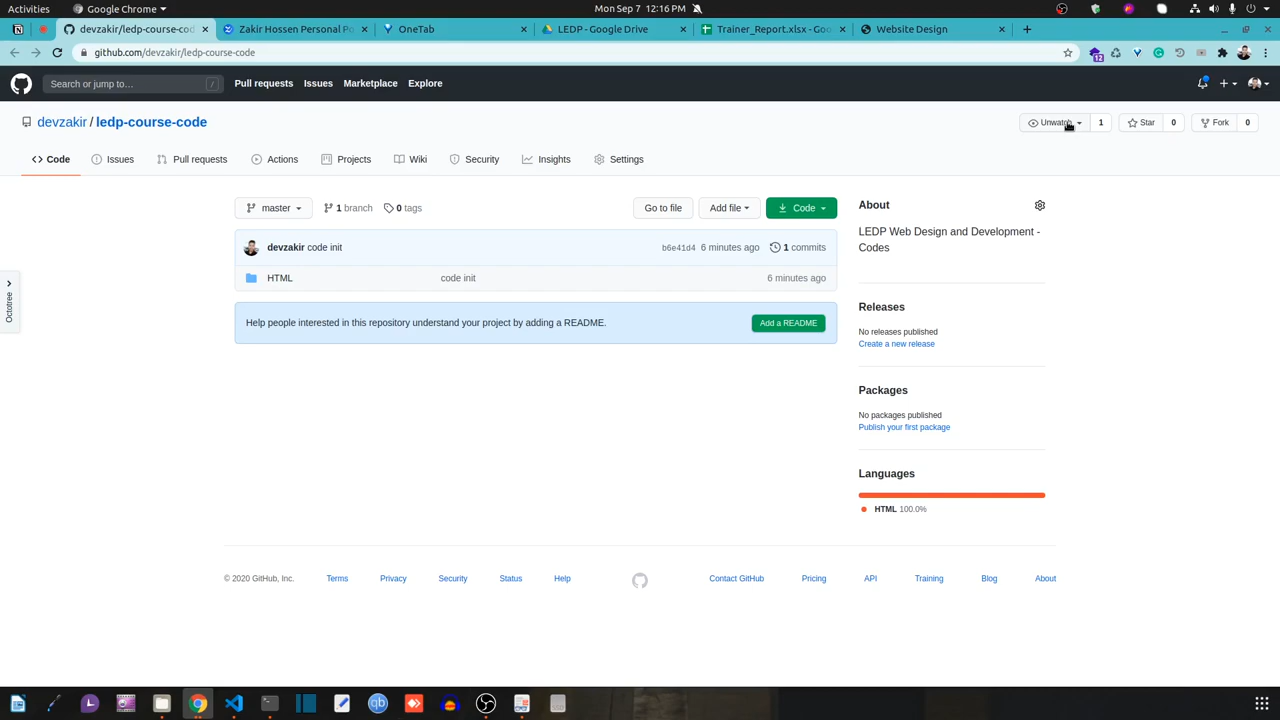 Activities Google Chrome Mon Sep 7 12:16 PM
devzakir/ledp-course-cod Zakir Hossen Personal Po OneTab LEDP - Google Drive Trainer_Report.xlsx - Goo Website Design
github.com/devzakir/ledp-course-code 12
Search or jump to… / Pull requests Issues Marketplace Explore
devzakir / ledp-course-code Unwatch 1 Star 0 Fork 0
Code Issues Pull requests Actions Projects Wiki Security Insights Settings
master 1 branch 0 tags Go to file Add file Code
devzakir code init b6e41d4 6 minutes ago 1 commits
HTML code init 6 minutes ago
Help people interested in this repository understand your project by adding a README. Add a README
Octotree
About
LEDP Web Design and Development -
Codes
Releases
No releases published
Create a new release
Packages
No packages published
Publish your first package
Languages
HTML 100.0%
© 2020 GitHub, Inc. Terms Privacy Security Status Help Contact GitHub Pricing API Training Blog About